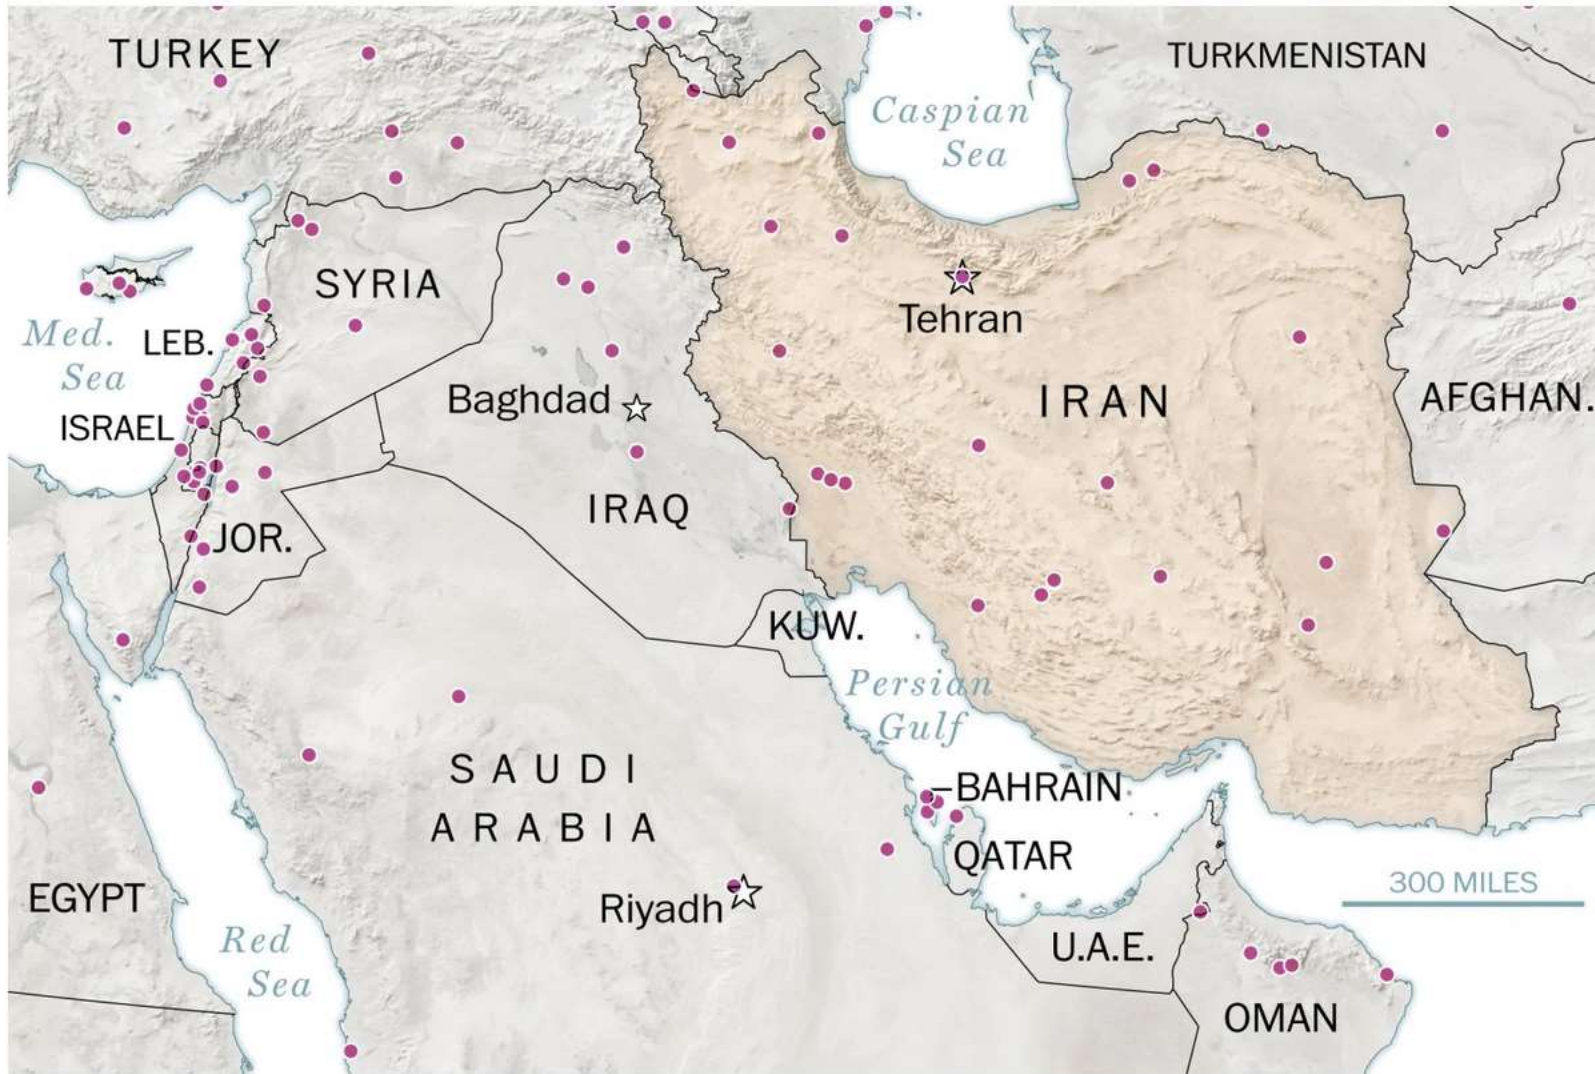 TURKEY
TURKMENISTAN
Caspian
Sea
SYRIA
Tehran
Med.
Sea
LEB.
IRAN
AFGHAN.
Baghdad
ISRAEL
IRAQ
JOR.
KUW.
Persian
Gulf
SAUDI
ARABIA
BAHRAIN
QATAR
300 MILES
EGYPT
Riyadh
Red
Sea
U.A.E.
OMAN